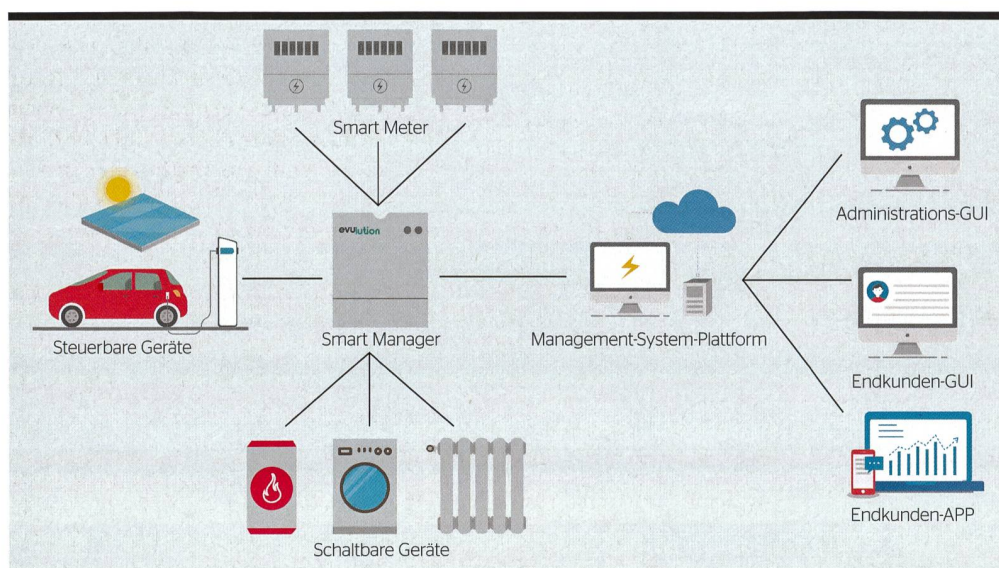 Smart Meter
Administrations-GUI
evulution
Steuerbare Geräte
Smart Manager
Management-System-Plattform
Endkunden-GUI
Endkunden-APP
Schaltbare Geräte